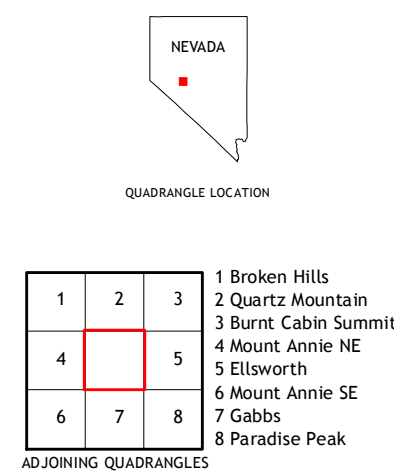 NEVADA
QUADRANGLE LOCATION
1 2 3
4 5
6 7 8
1 Broken Hills
2 Quartz Mountain
3 Burnt Cabin Summit
4 Mount Annie NE
5 Ellsworth
6 Mount Annie SE
7 Gabbs
8 Paradise Peak
ADJOINING QUADRANGLES